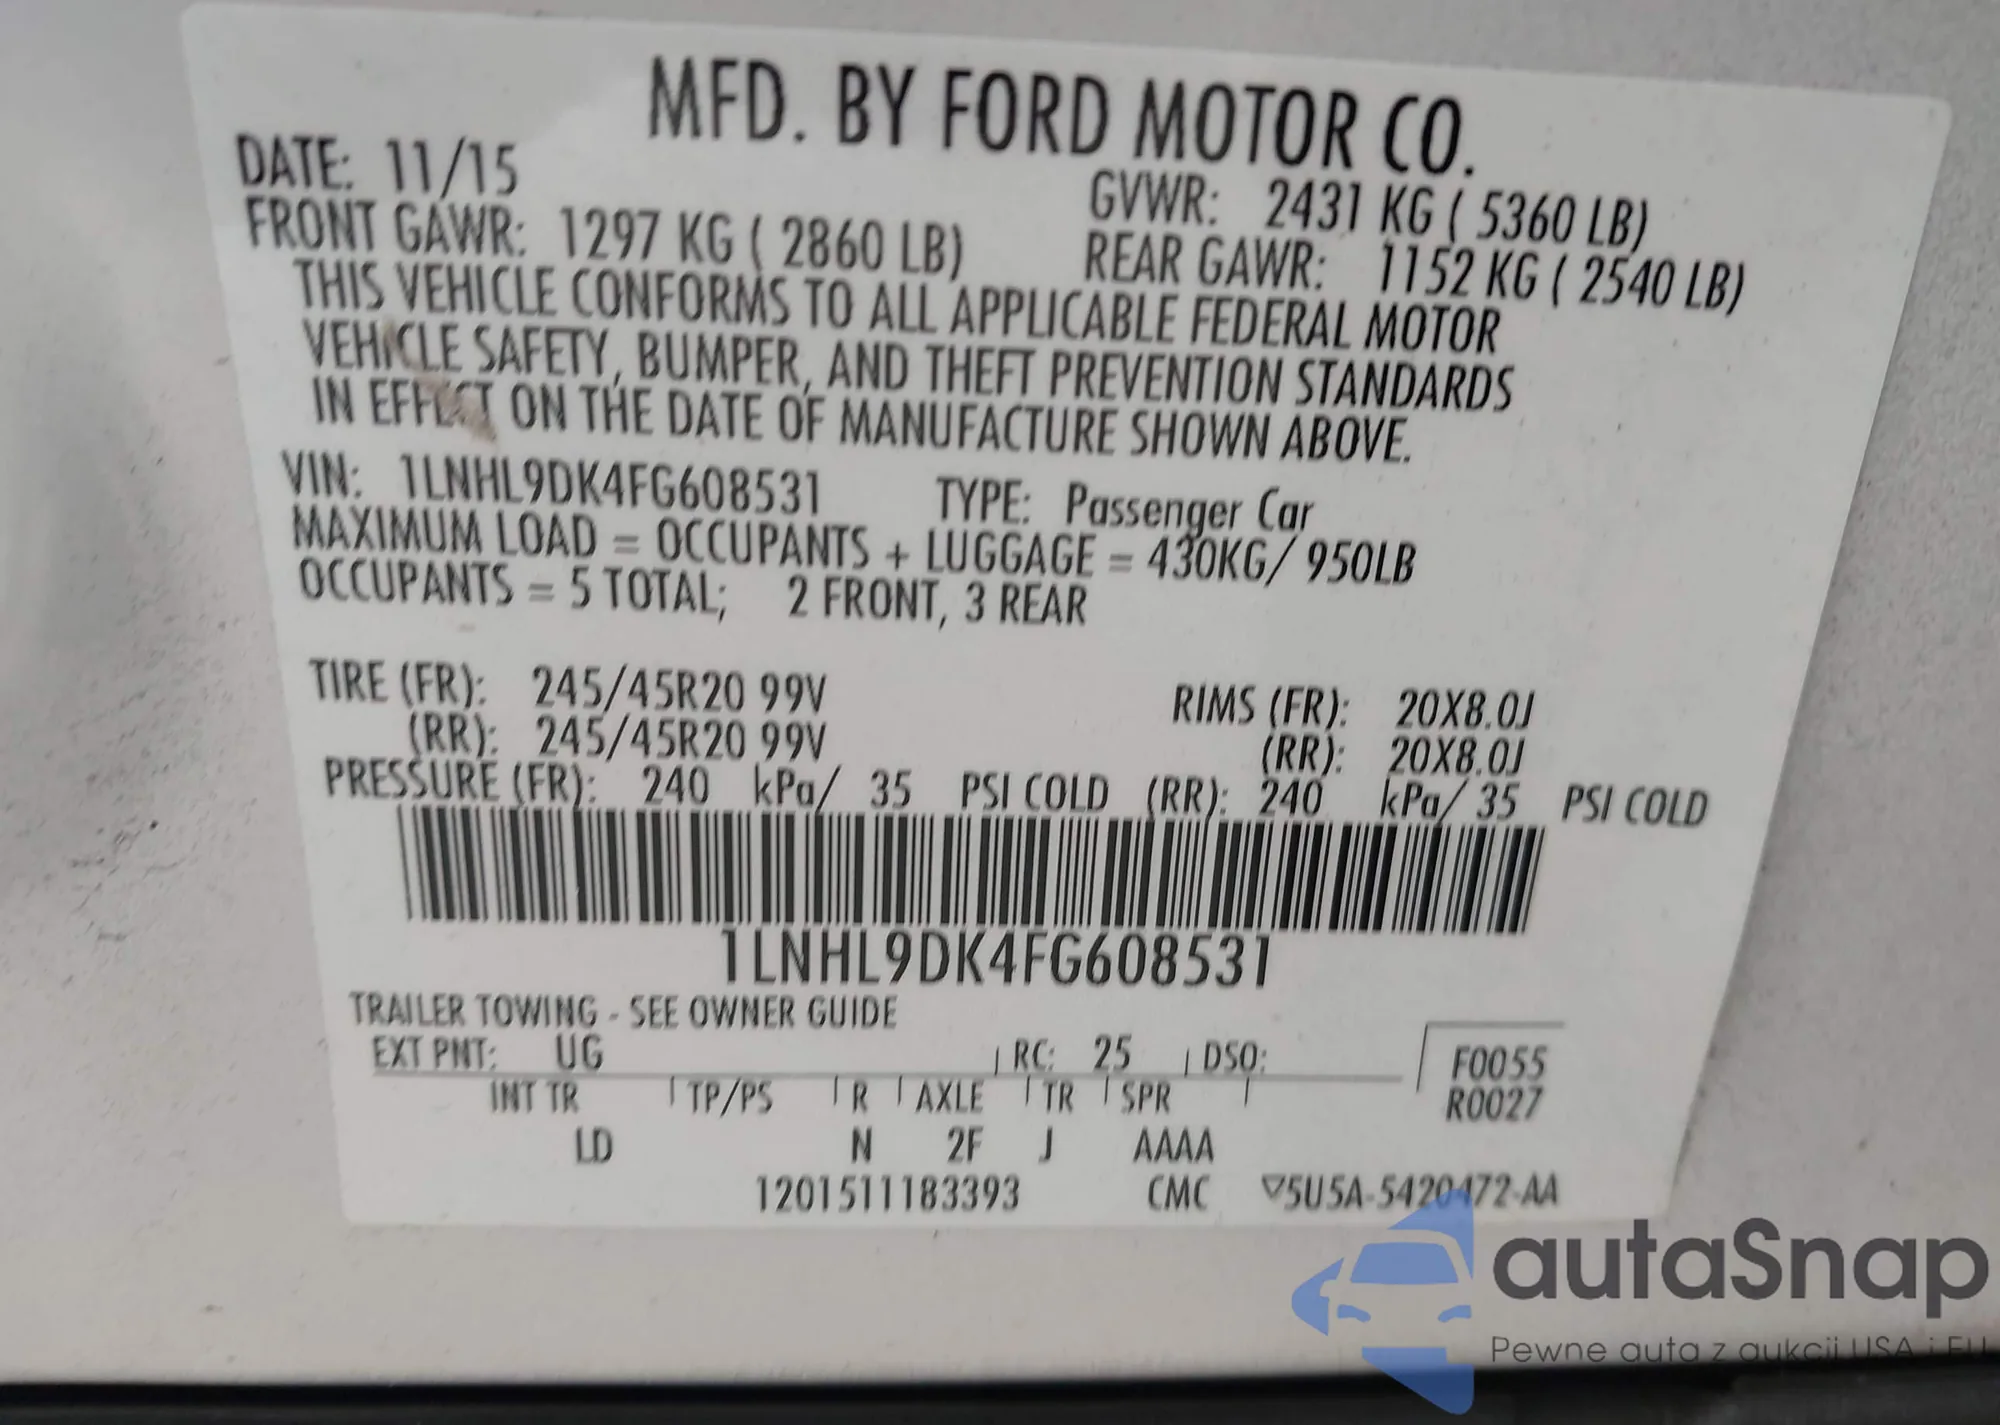 MFD. BY FORD MOTOR CO.
DATE: 11/15 GVWR: 2431 KG ( 5360 LB)
FRONT GAWR: 1297 KG ( 2860 LB) REAR GAWR: 1152 KG ( 2540 LB)
THIS VEHICLE CONFORMS TO ALL APPLICABLE FEDERAL MOTOR
VEHICLE SAFETY, BUMPER, AND THEFT PREVENTION STANDARDS
IN EFFECT ON THE DATE OF MANUFACTURE SHOWN ABOVE.
VIN: 1LNHL9DK4FG608531 TYPE: Passenger Car
MAXIMUM LOAD = OCCUPANTS + LUGGAGE = 430KG/ 950LB
OCCUPANTS = 5 TOTAL; 2 FRONT, 3 REAR
TIRE (FR): 245/45R20 99V RIMS (FR): 20X8.0J
(RR): 245/45R20 99V (RR): 20X8.0J
PRESSURE (FR): 240 kPa/ 35 PSI COLD (RR): 240 kPa/ 35 PSI COLD
1LNHL9DK4FG608531
TRAILER TOWING - SEE OWNER GUIDE
EXT PNT: UG RC: 25 DSO: F0055
INT TR TP/PS R AXLE TR SPR R0027
LD N 2F J AAAA
1201511183393 CMC ▽5U5A-5420472-AA
autaSnap
Pewne auta z aukcji USA i EU